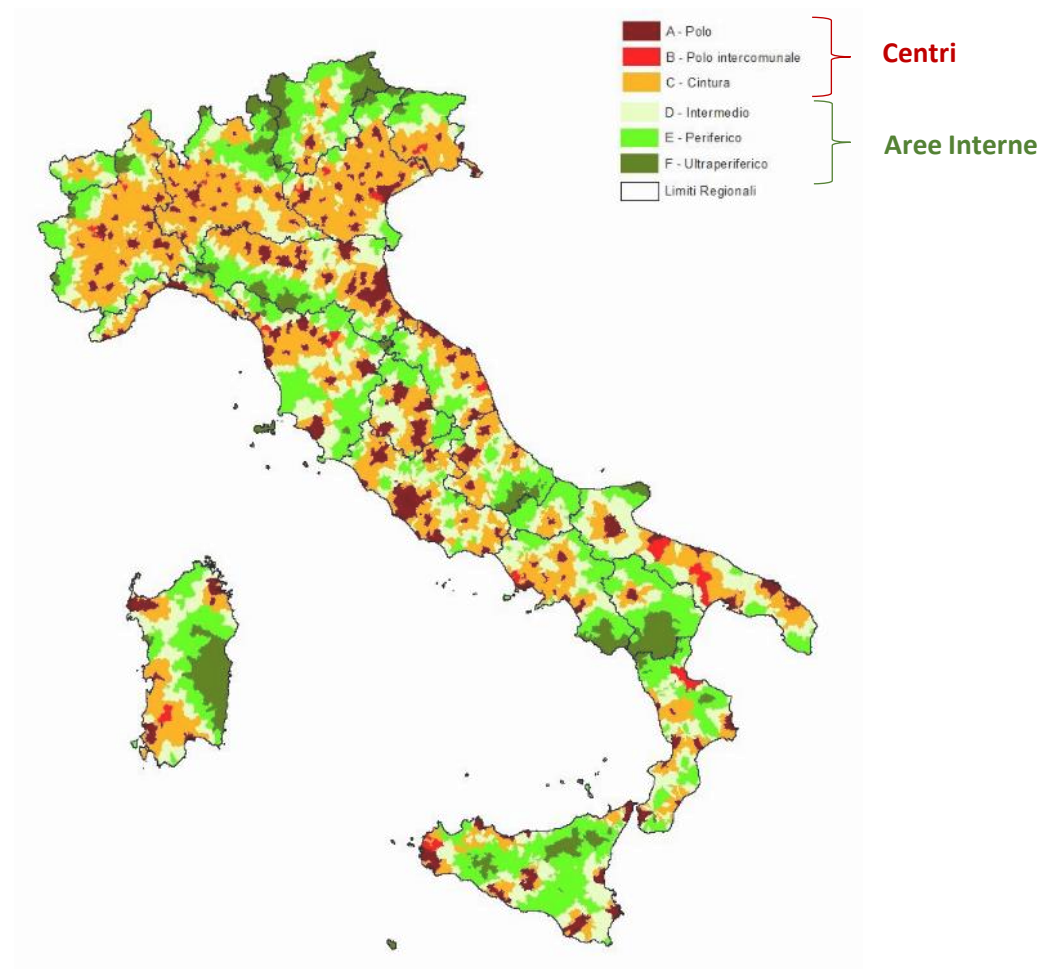 A - Polo
B - Polo intercomunale
C - Cintura
Centri
D - Intermedio
E - Periferico
F - Ultraperiferico
Aree Interne
Limiti Regionali